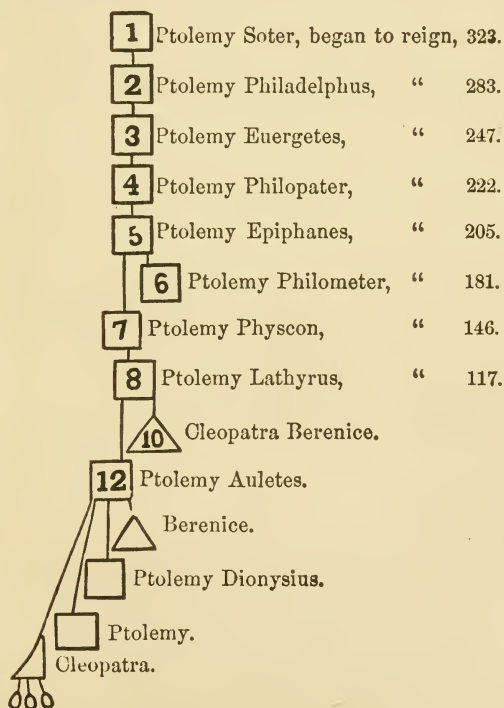 1 Ptolemy Soter, began to reign, 323.
2 Ptolemy Philadelphus, “ 283.
3 Ptolemy Euergetes, “ 247.
4 Ptolemy Philopater, “ 222.
5 Ptolemy Epiphanes, “ 205.
6 Ptolemy Philometer, “ 181.
7 Ptolemy Physcon, “ 146.
8 Ptolemy Lathyrus, “ 117.
10 Cleopatra Berenice.
12 Ptolemy Auletes.
Berenice.
Ptolemy Dionysius.
Ptolemy.
Cleopatra.